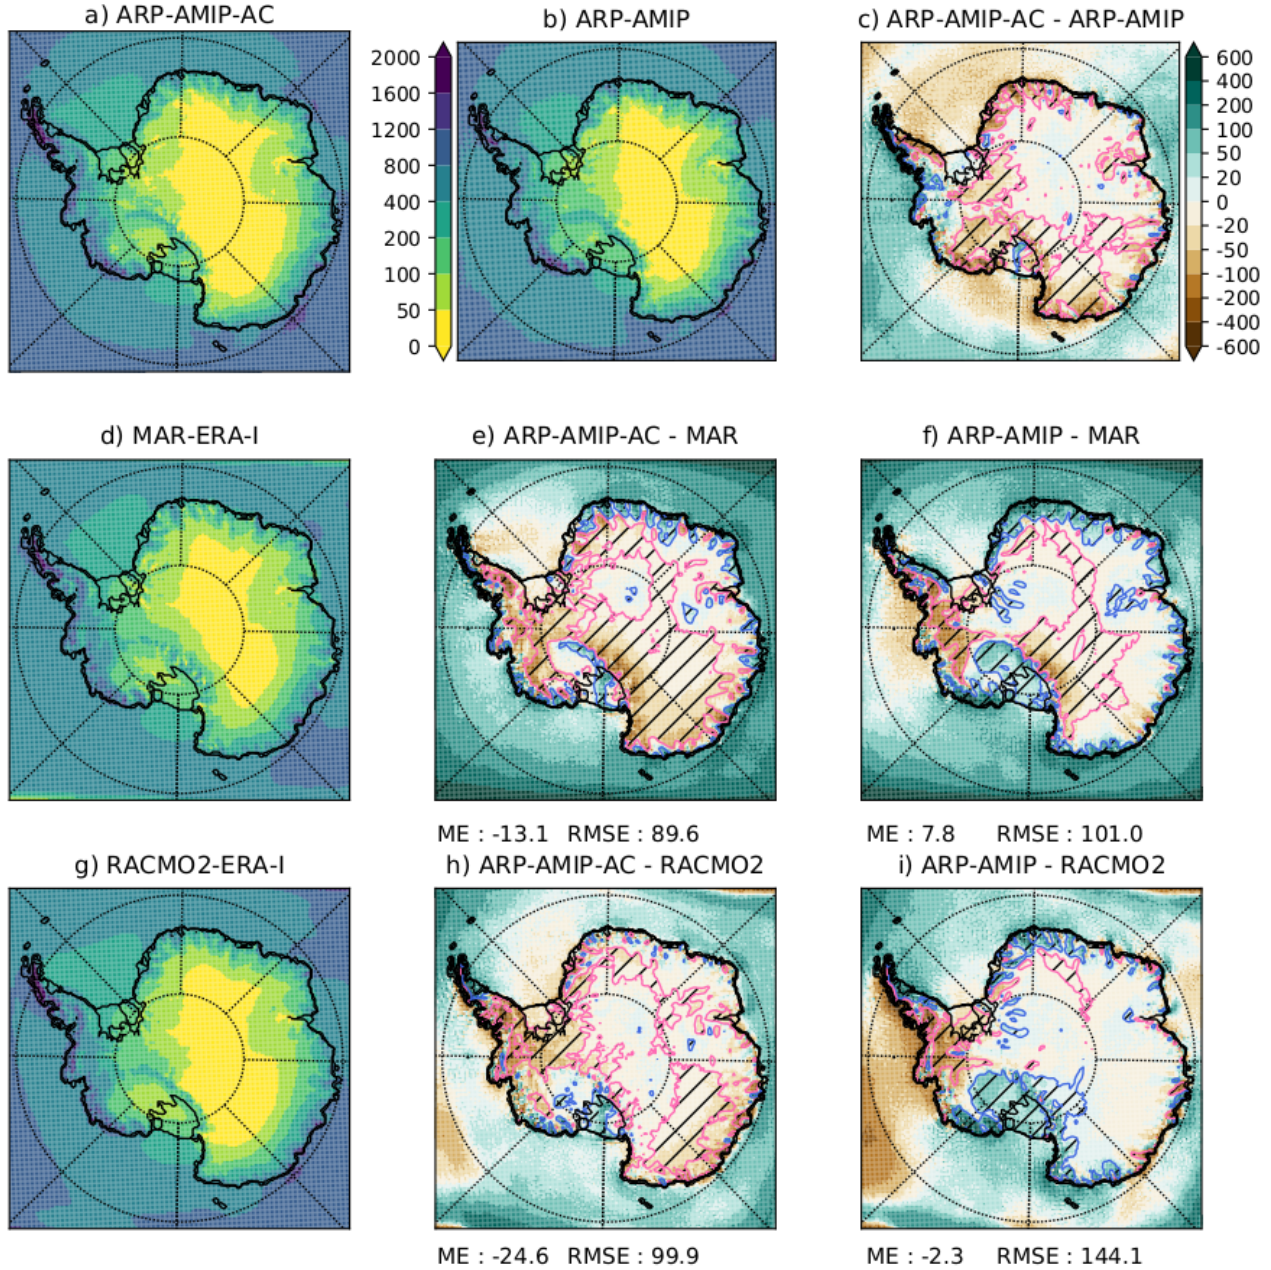 a) ARP-AMIP-AC
b) ARP-AMIP
c) ARP-AMIP-AC - ARP-AMIP
2000
1600
1200
800
400
200
100
50
0
600
400
200
100
50
20
0
-20
-50
-100
-200
-400
-600
d) MAR-ERA-I
e) ARP-AMIP-AC - MAR
f) ARP-AMIP - MAR
ME : -13.1 RMSE : 89.6
ME : 7.8 RMSE : 101.0
g) RACMO2-ERA-I
h) ARP-AMIP-AC - RACMO2
i) ARP-AMIP - RACMO2
ME : -24.6 RMSE : 99.9
ME : -2.3 RMSE : 144.1